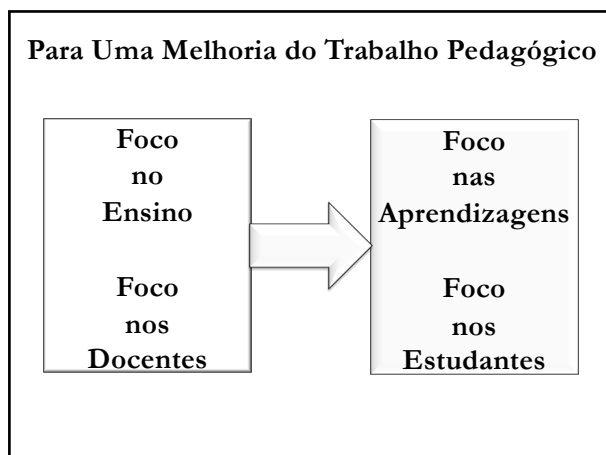 Para Uma Melhoria do Trabalho Pedagógico
Foco
no
Ensino
Foco
nos
Docentes
Foco
nas
Aprendizagens
Foco
nos
Estudantes